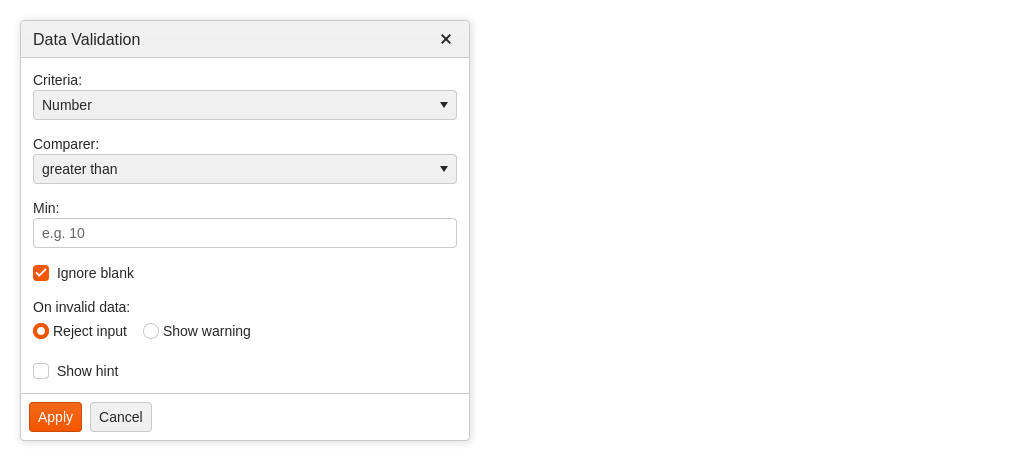 Data Validation
Criteria:
Number
Comparer:
greater than
Min:
e.g. 10
Ignore blank
On invalid data:
Reject input Show warning
Show hint
Apply Cancel